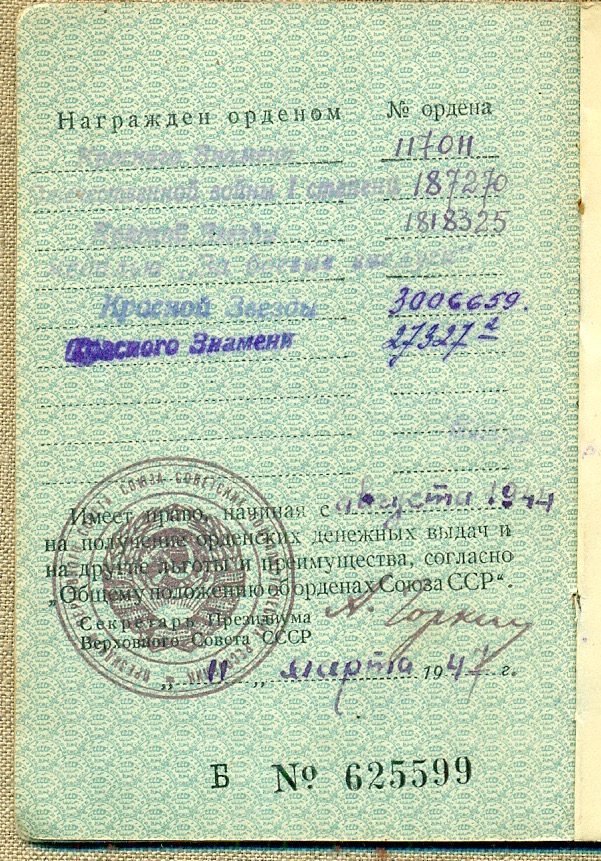 Награжден орденом № ордена
Красного Знамени 117011
Отечественной войны I степени 187270
Красной Звезды 1818325
медалью „За боевые заслуги“
Красной Звезды 3006659.
Красного Знамени 27327 2
Имеет право, начиная с августа 1944
на получение орденских денежных выдач и
на другие льготы и преимущества, согласно
„Общему положению об орденах Союза ССР“.
Секретарь Президиума
Верховного Совета СССР
А. Горкин
„ 11 „ марта 1947 г.
Б № 625599